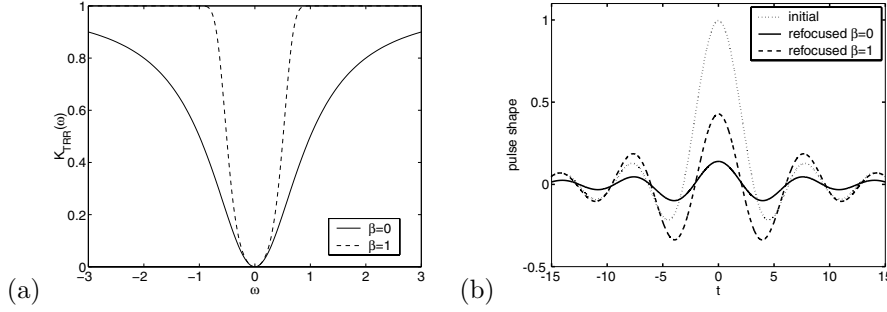 1
0.8
0.6
0.4
0.2
0
K_TRR(ω)
−3
−2
−1
0
1
2
3
ω
β=0
β=1
(a)
1
0.5
0
-0.5
pulse shape
-15
-10
-5
0
5
10
15
t
initial
refocused β=0
refocused β=1
(b)